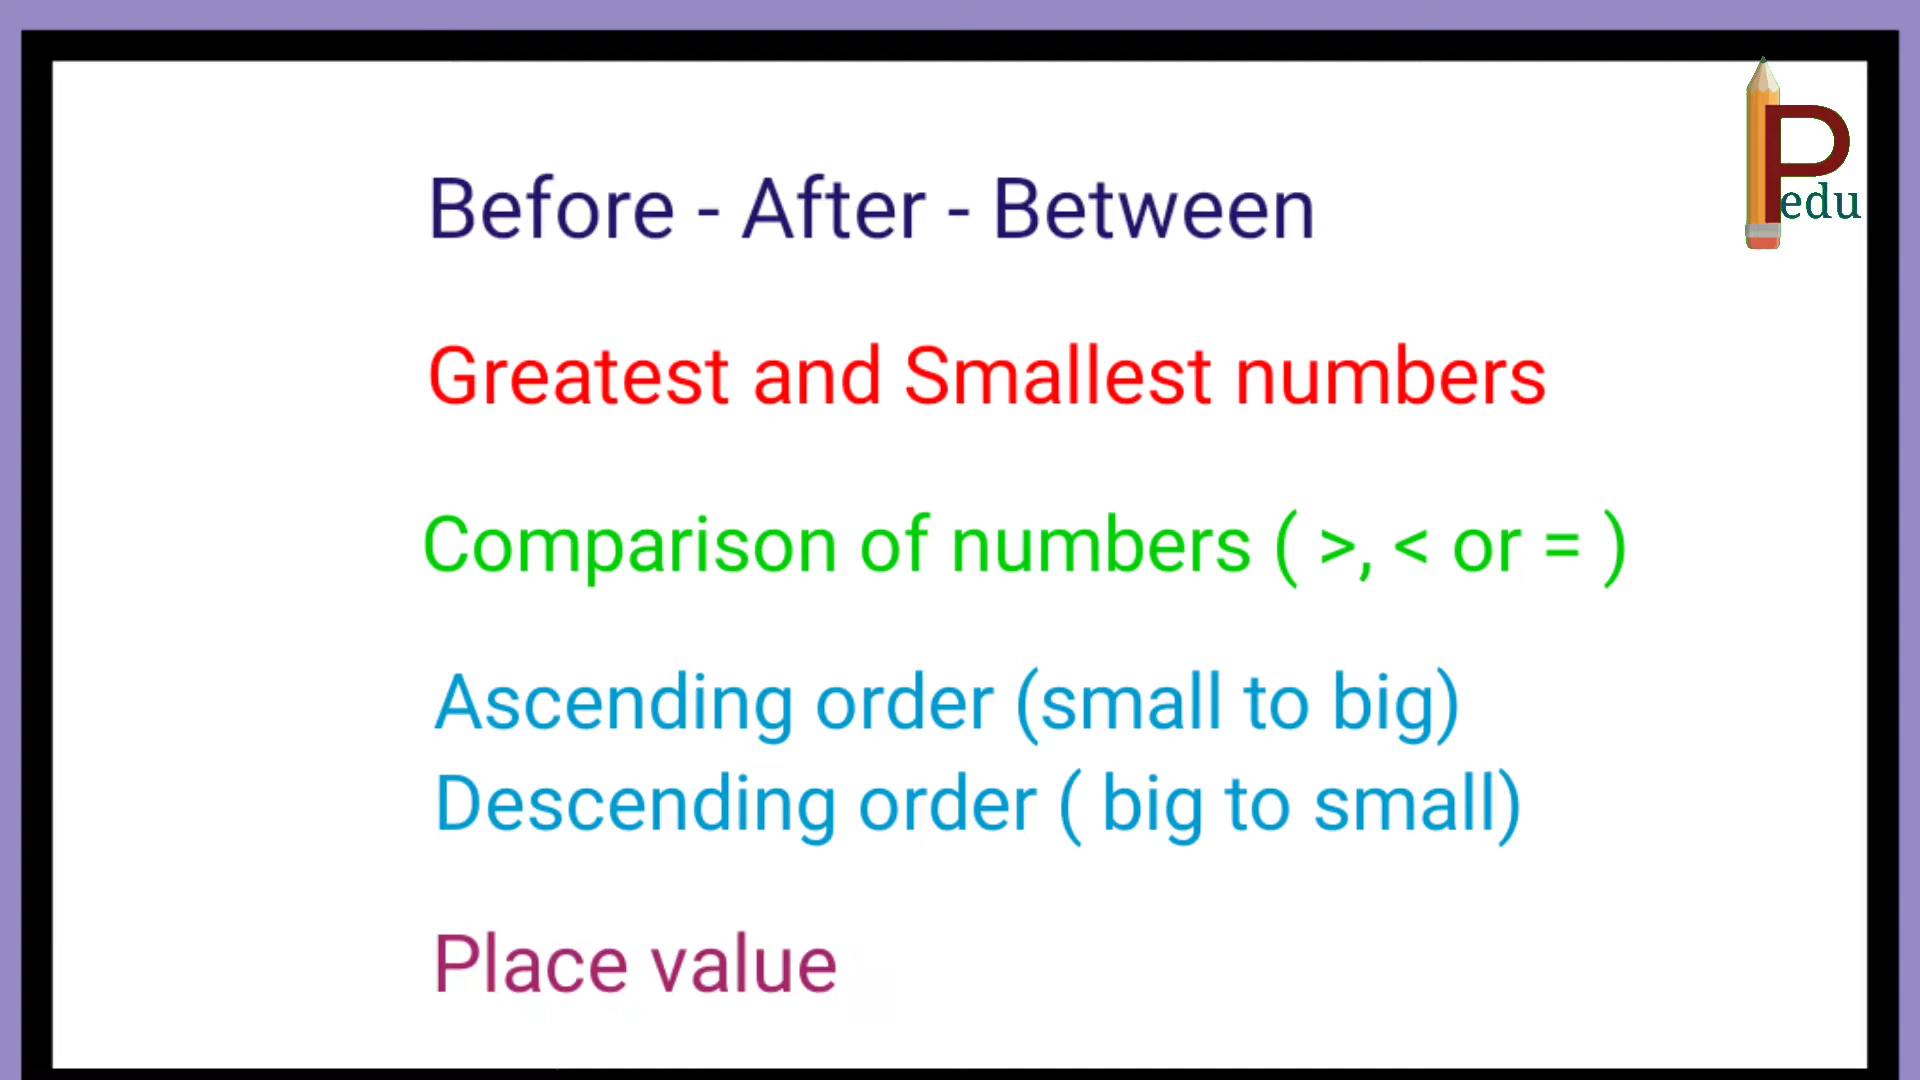 P
edu
Before - After - Between
Greatest and Smallest numbers
Comparison of numbers ( >, < or = )
Ascending order (small to big)
Descending order ( big to small)
Place value